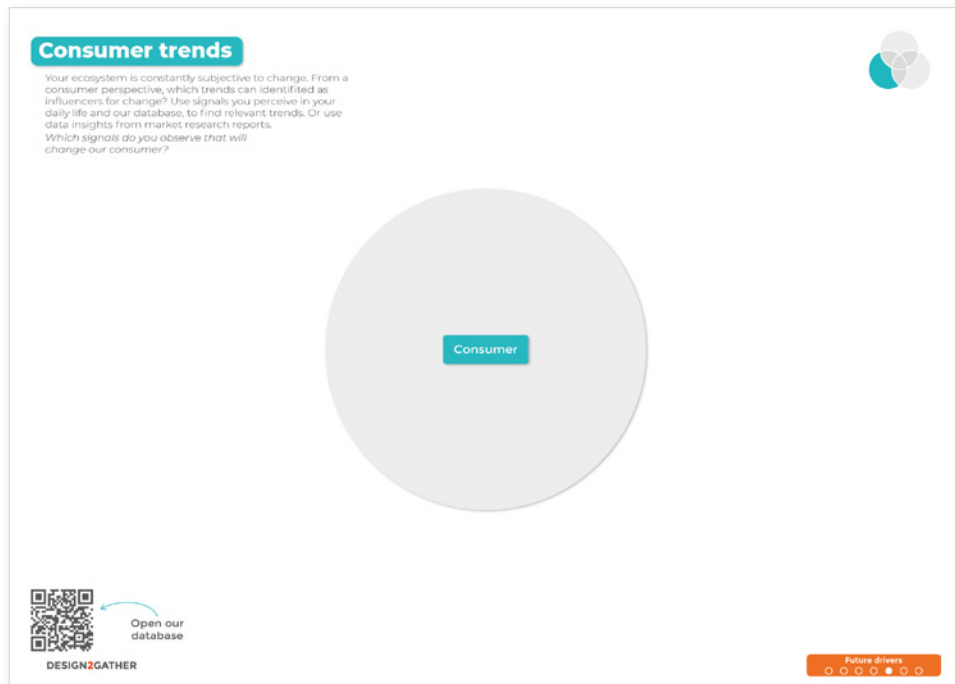 Consumer trends
Your ecosystem is constantly subjective to change. From a
consumer perspective, which trends can identifited as
influencers for change? Use signals you perceive in your
daily life and our database, to find relevant trends. Or use
data insights from market research reports.
Which signals do you observe that will
change our consumer?
Consumer
Open our
database
DESIGN2GATHER
Future drivers